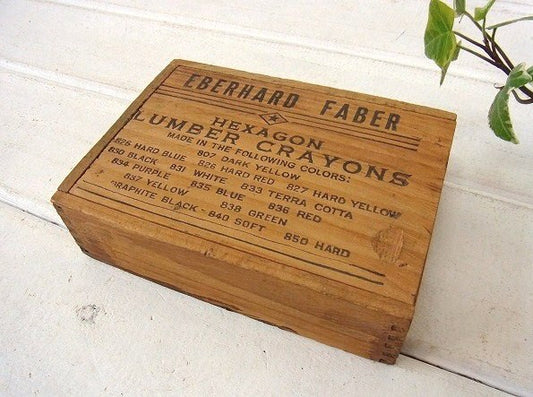 EBERHARD FABER
HEXAGON
LUMBER CRAYONS
MADE IN THE FOLLOWING COLORS:
825 HARD BLUE 807 DARK YELLOW
826 HARD RED 827 HARD YELLOW
850 BLACK 831 WHITE 833 TERRA COTTA
834 PURPLE 835 BLUE 836 RED
837 YELLOW 838 GREEN
GRAPHITE BLACK - 840 SOFT 850 HARD